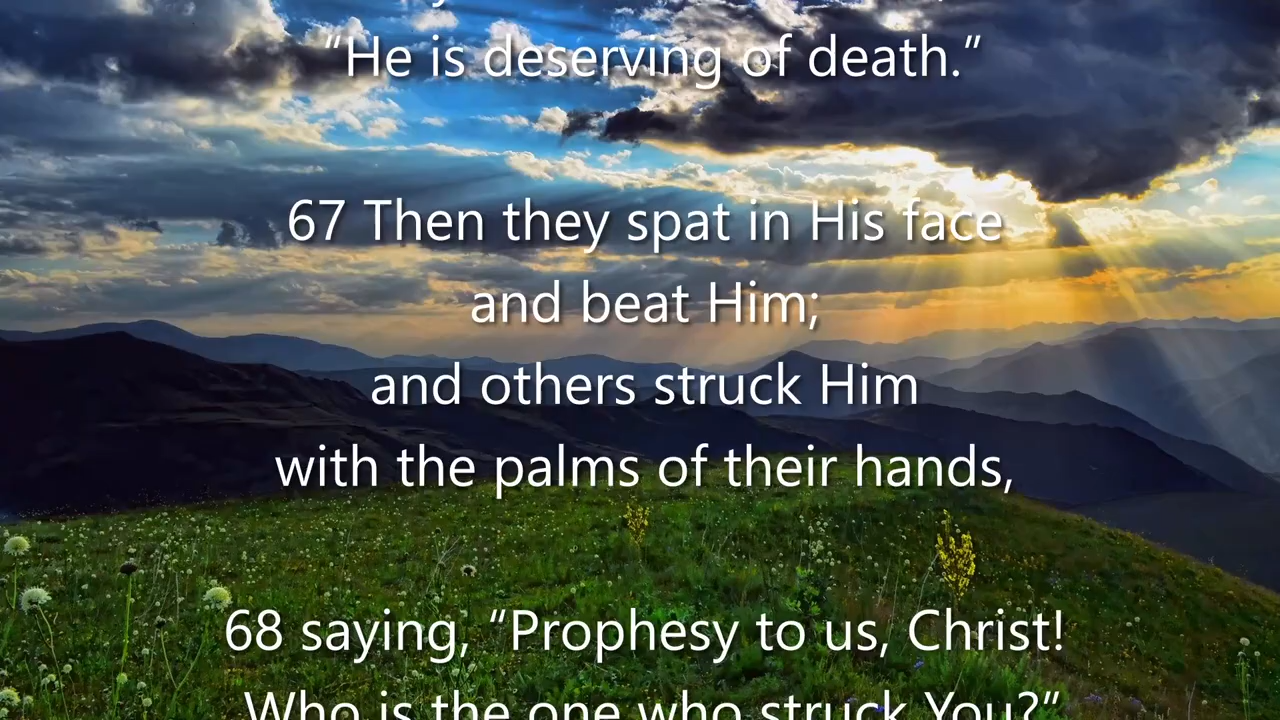 “He is deserving of death.”
67 Then they spat in His face
and beat Him;
and others struck Him
with the palms of their hands,
68 saying, “Prophesy to us, Christ!
Who is the one who struck You?”